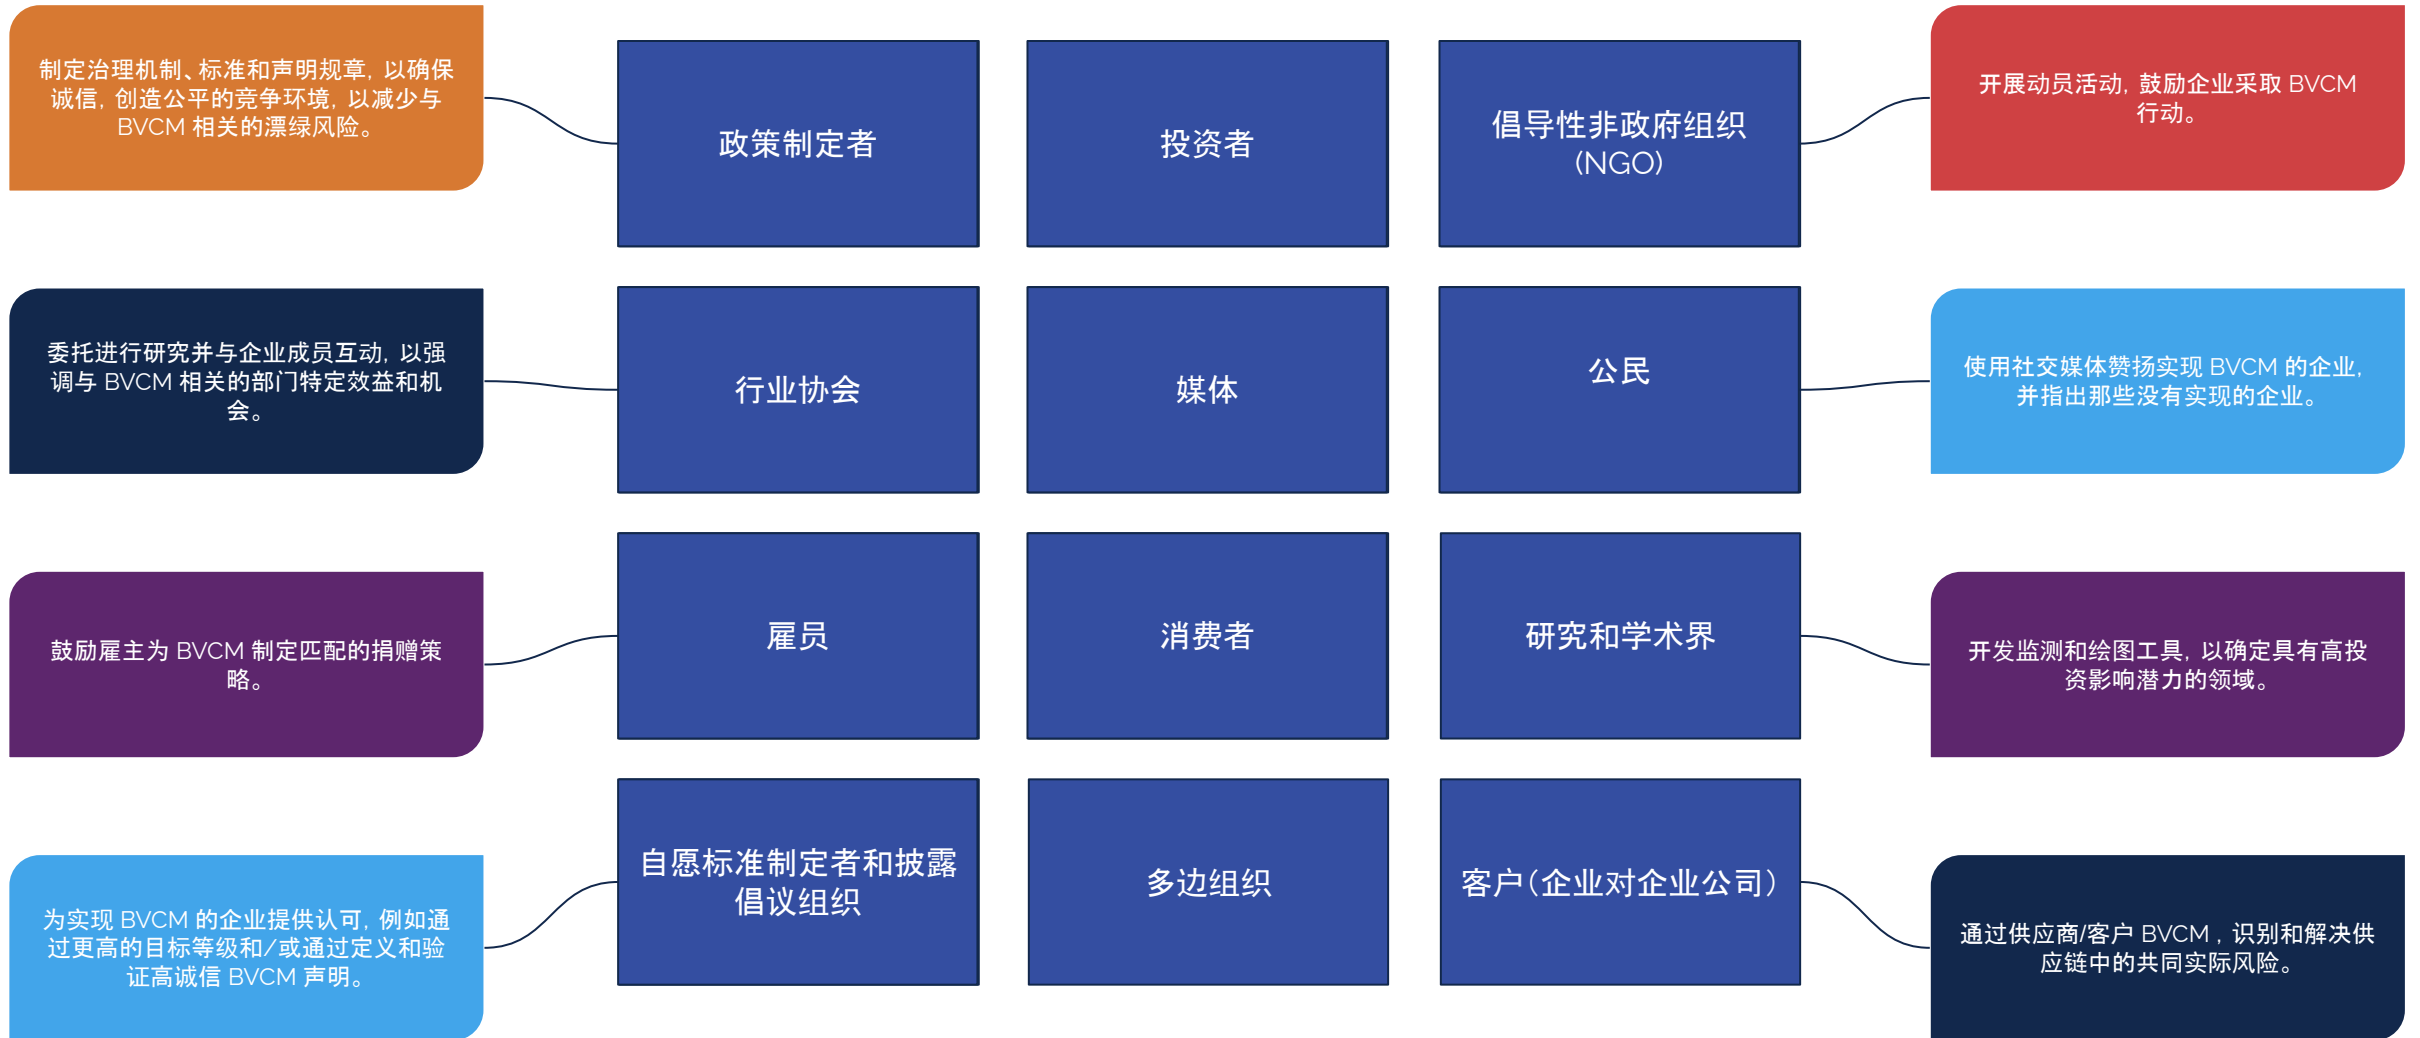 制定治理机制、标准和声明规章, 以确保
诚信, 创造公平的竞争环境, 以减少与
BVCM 相关的漂绿风险。
政策制定者
投资者
倡导性非政府组织
(NGO)
开展动员活动, 鼓励企业采取 BVCM
行动。
委托进行研究并与企业成员互动, 以强
调与 BVCM 相关的部门特定效益和机
会。
行业协会
媒体
公民
使用社交媒体赞扬实现 BVCM 的企业,
并指出那些没有实现的企业。
鼓励雇主为 BVCM 制定匹配的捐赠策
略。
雇员
消费者
研究和学术界
开发监测和绘图工具, 以确定具有高投
资影响潜力的领域。
为实现 BVCM 的企业提供认可, 例如通
过更高的目标等级和/或通过定义和验
证高诚信 BVCM 声明。
自愿标准制定者和披露
倡议组织
多边组织
客户(企业对企业公司)
通过供应商/客户 BVCM , 识别和解决供
应链中的共同实际风险。